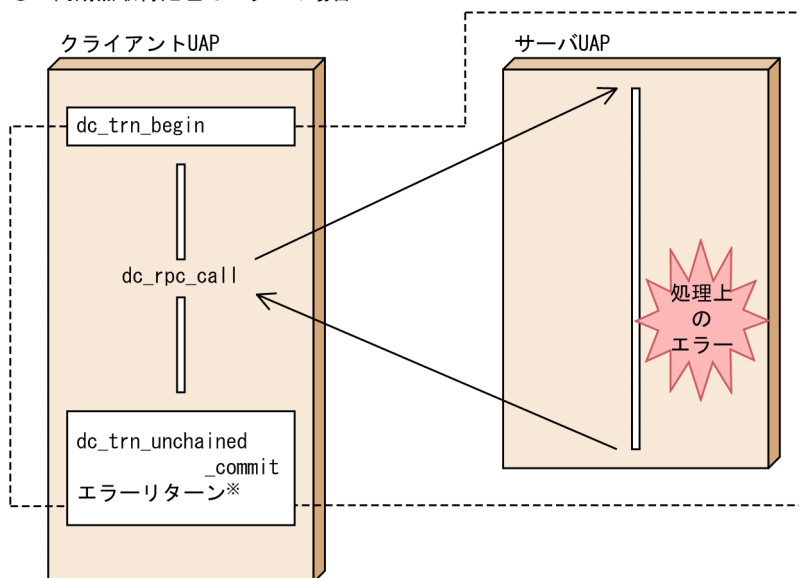 クライアントUAP
サーバUAP
dc_trn_begin
dc_rpc_call
処理上
の
エラー
dc_trn_unchained
_commit
エラーリターン※